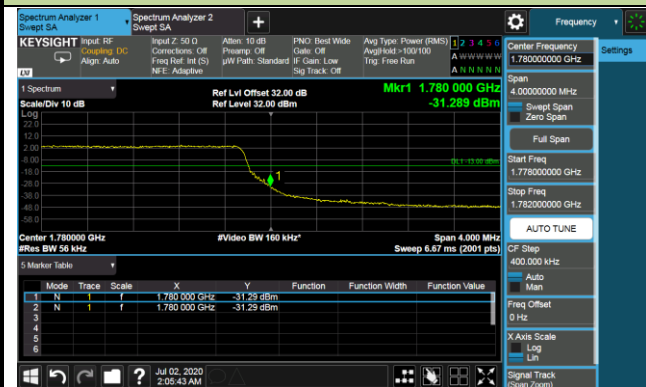 Spectrum Analyzer 1
Swept SA
Spectrum Analyzer 2
Swept SA
Frequency
KEYSIGHT
Input: RF
Coupling: DC
Align: Auto
Input Z: 50 Ω
Corrections: Off
Freq Ref: Int (S)
NFE: Adaptive
Atten: 10 dB
Preamp: Off
µW Path: Standard
PNO: Best Wide
Gate: Off
IF Gain: Low
Sig Track: Off
Avg Type: Power (RMS)
Avg|Hold:>100/100
Trig: Free Run
1 2 3 4 5 6
A W W W W W
A N N N N N
1 Spectrum
Scale/Div 10 dB
Ref Lvl Offset 32.00 dB
Ref Level 32.00 dBm
Mkr1 1.780 000 GHz
-31.289 dBm
Log
22.0
12.0
2.00
-8.00
-18.0
-28.0
-38.0
-48.0
-58.0
DL1 -13.00 dBm
1
Center 1.780000 GHz
#Res BW 56 kHz
#Video BW 160 kHz*
Span 4.000 MHz
Sweep 6.67 ms (2001 pts)
5 Marker Table
Mode Trace Scale X Y Function Function Width Function Value
1 N 1 f 1.780 000 GHz -31.29 dBm
2 N 1 f 1.780 000 GHz -31.29 dBm
3
4
5
6
Jul 02, 2020
2:05:43 AM
Center Frequency
1.780000000 GHz
Settings
Span
4.00000000 MHz
Swept Span
Zero Span
Full Span
Start Freq
1.778000000 GHz
Stop Freq
1.782000000 GHz
AUTO TUNE
CF Step
400.000 kHz
Auto
Man
Freq Offset
0 Hz
X Axis Scale
Log
Lin
Signal Track
(Span Zoom)